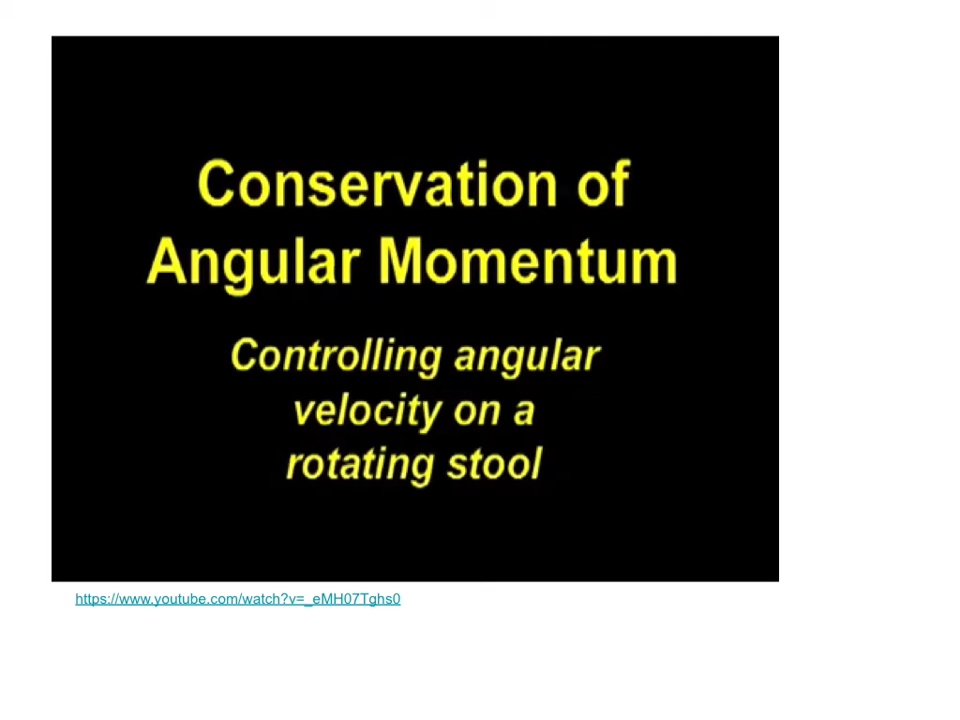 Conservation of
Angular Momentum
Controlling angular
velocity on a
rotating stool
https://www.youtube.com/watch?v=_eMH07Tghs0